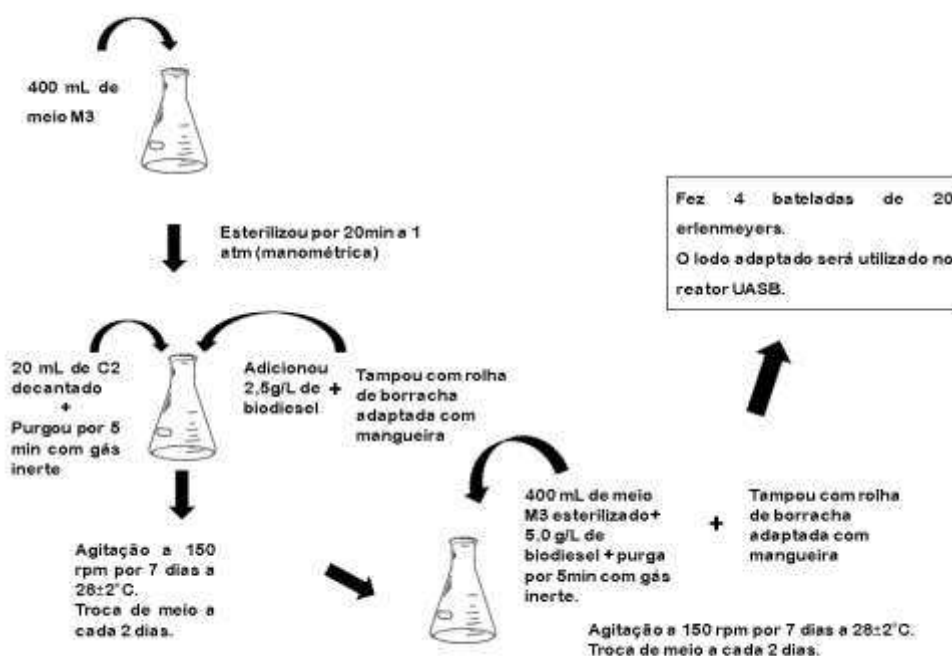 400 mL de
meio M3
Esterilizou por 20min a 1
atm (manométrica)
20 mL de C2
decantado
+
Purgou por 5
min com gás
inerte
Adicionou
2,5g/L de
biodiesel
+
Tampou com rolha
de borracha
adaptada com
mangueira
Agitação a 150
rpm por 7 dias a
28±2°C.
Troca de meio a
cada 2 dias.
400 mL de meio
M3 esterilizado+
5,0 g/L de
biodiesel + purga
por 5min com gás
inerte.
+
Tampou com rolha
de borracha
adaptada com
mangueira
Agitação a 150 rpm por 7 dias a 28±2°C.
Troca de meio a cada 2 dias.
Fez 4 bateladas de 20
erlenmeyers.
O lodo adaptado será utilizado no
reator UASB.